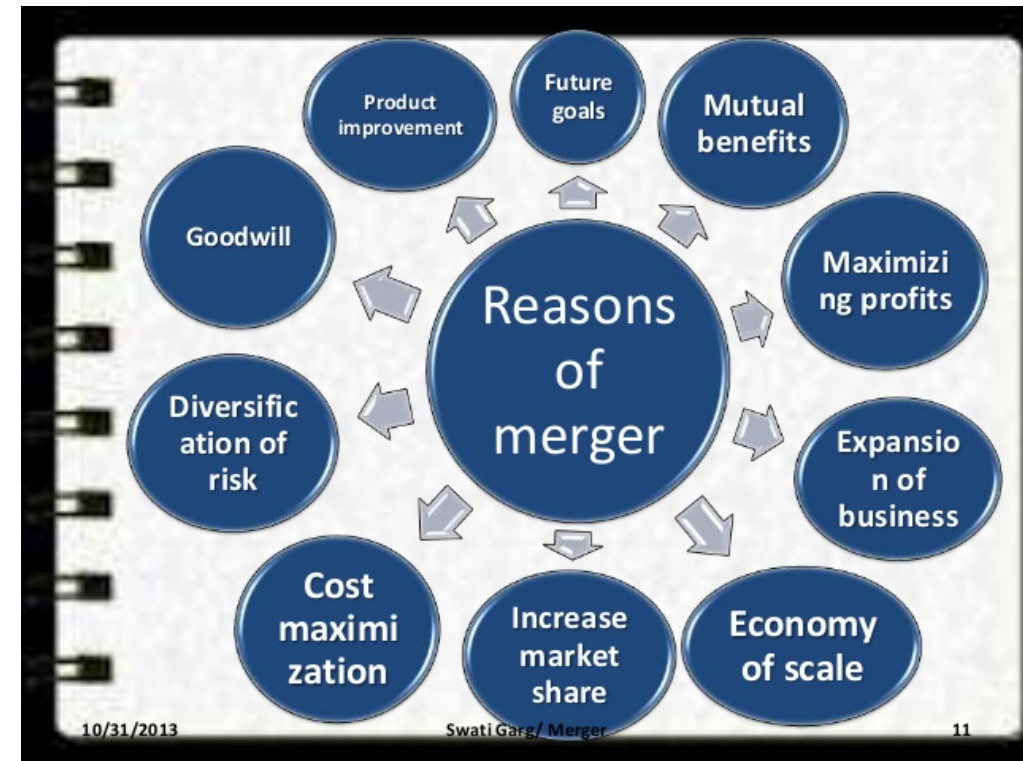 Future
goals
Mutual
benefits
Maximizi
ng profits
Expansio
n of
business
Economy
of scale
Increase
market
share
Cost
maximi
zation
Diversific
ation of
risk
Goodwill
Product
improvement
Reasons
of
merger
10/31/2013
Swati Garg/ Merger
11